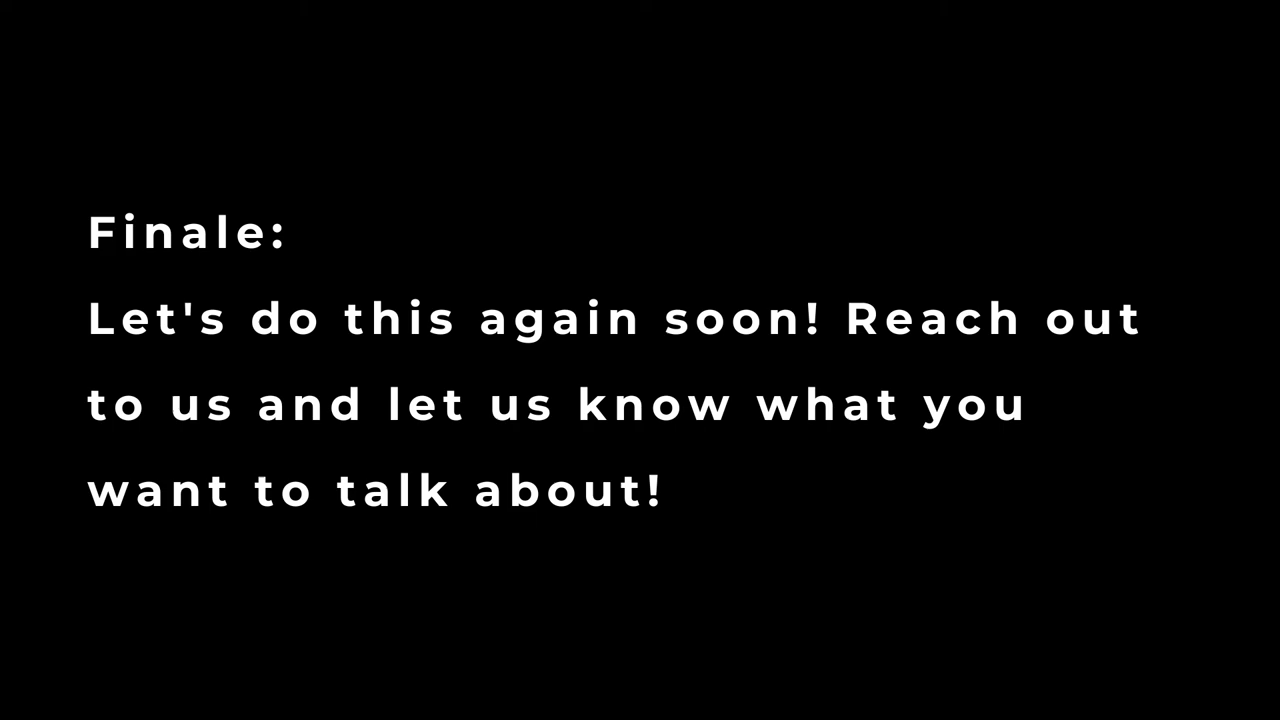 Finale:
Let's do this again soon! Reach out
to us and let us know what you
want to talk about!